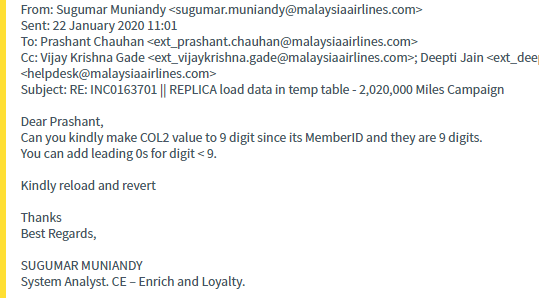 From: Sugumar Muniandy <sugumar.muniandy@malaysiaairlines.com>
Sent: 22 January 2020 11:01
To: Prashant Chauhan <ext_prashant.chauhan@malaysiaairlines.com>
Cc: Vijay Krishna Gade <ext_vijaykrishna.gade@malaysiaairlines.com>; Deepti Jain <ext_deep
<helpdesk@malaysiaairlines.com>
Subject: RE: INC0163701 || REPLICA load data in temp table - 2,020,000 Miles Campaign
Dear Prashant,
Can you kindly make COL2 value to 9 digit since its MemberID and they are 9 digits.
You can add leading 0s for digit < 9.
Kindly reload and revert
Thanks
Best Regards,
SUGUMAR MUNIANDY
System Analyst. CE – Enrich and Loyalty.